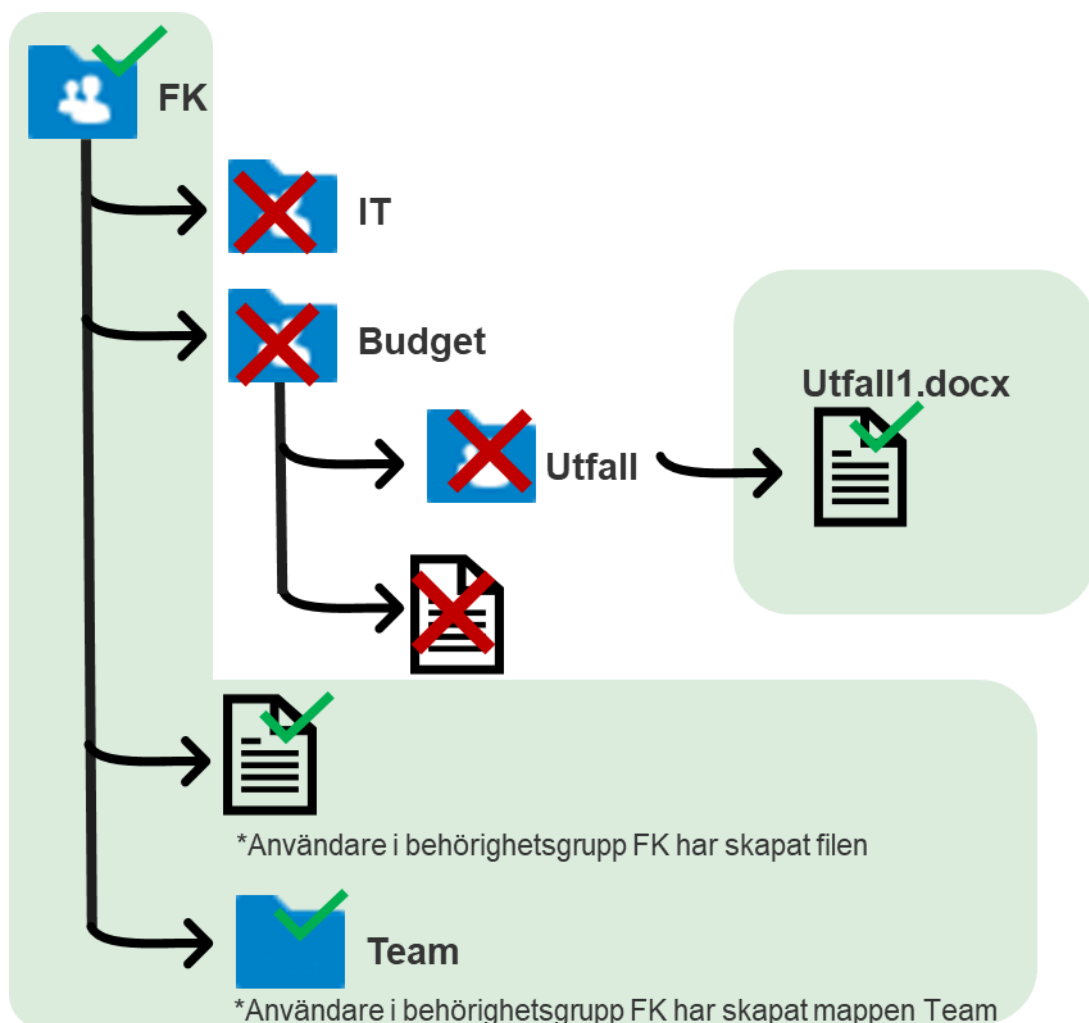 FK
IT
Budget
Utfall1.docx
Utfall
*Användare i behörighetsgrupp FK har skapat filen
Team
*Användare i behörighetsgrupp FK har skapat mappen Team